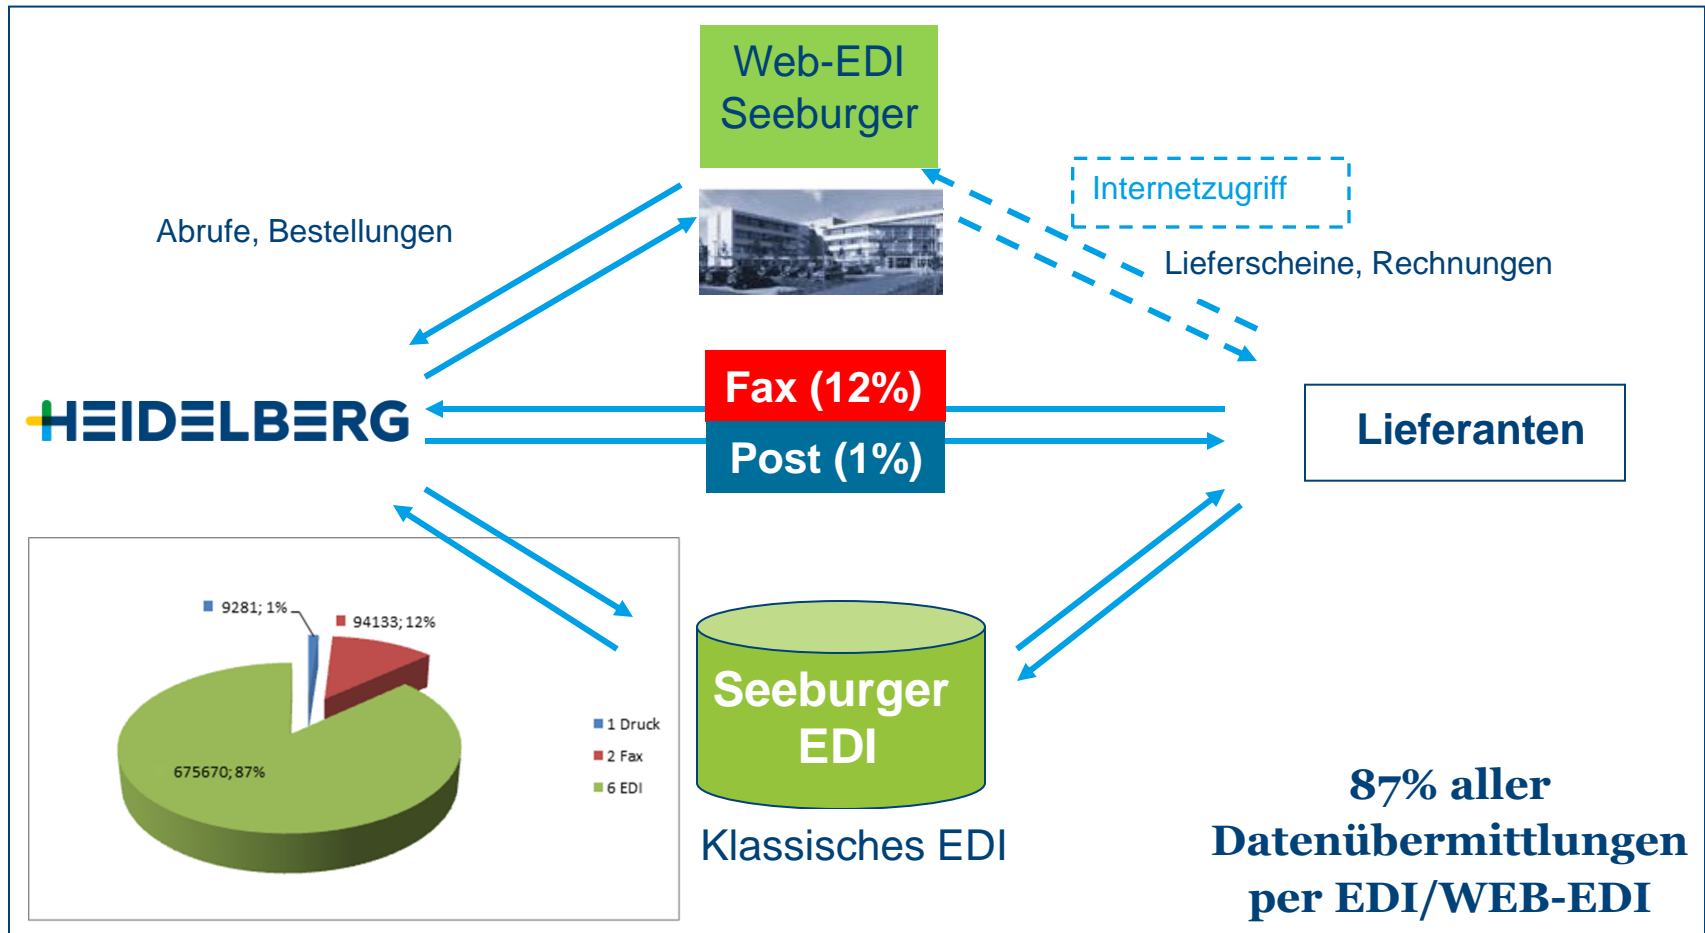 Web-EDI
Seeburger
Internetzugriff
Abrufe, Bestellungen
Lieferscheine, Rechnungen
HEIDELBERG
Fax (12%)
Post (1%)
Lieferanten
9281; 1%
94133; 12%
675670; 87%
1 Druck
2 Fax
6 EDI
Seeburger
EDI
Klassisches EDI
87% aller
Datenübermittlungen
per EDI/WEB-EDI